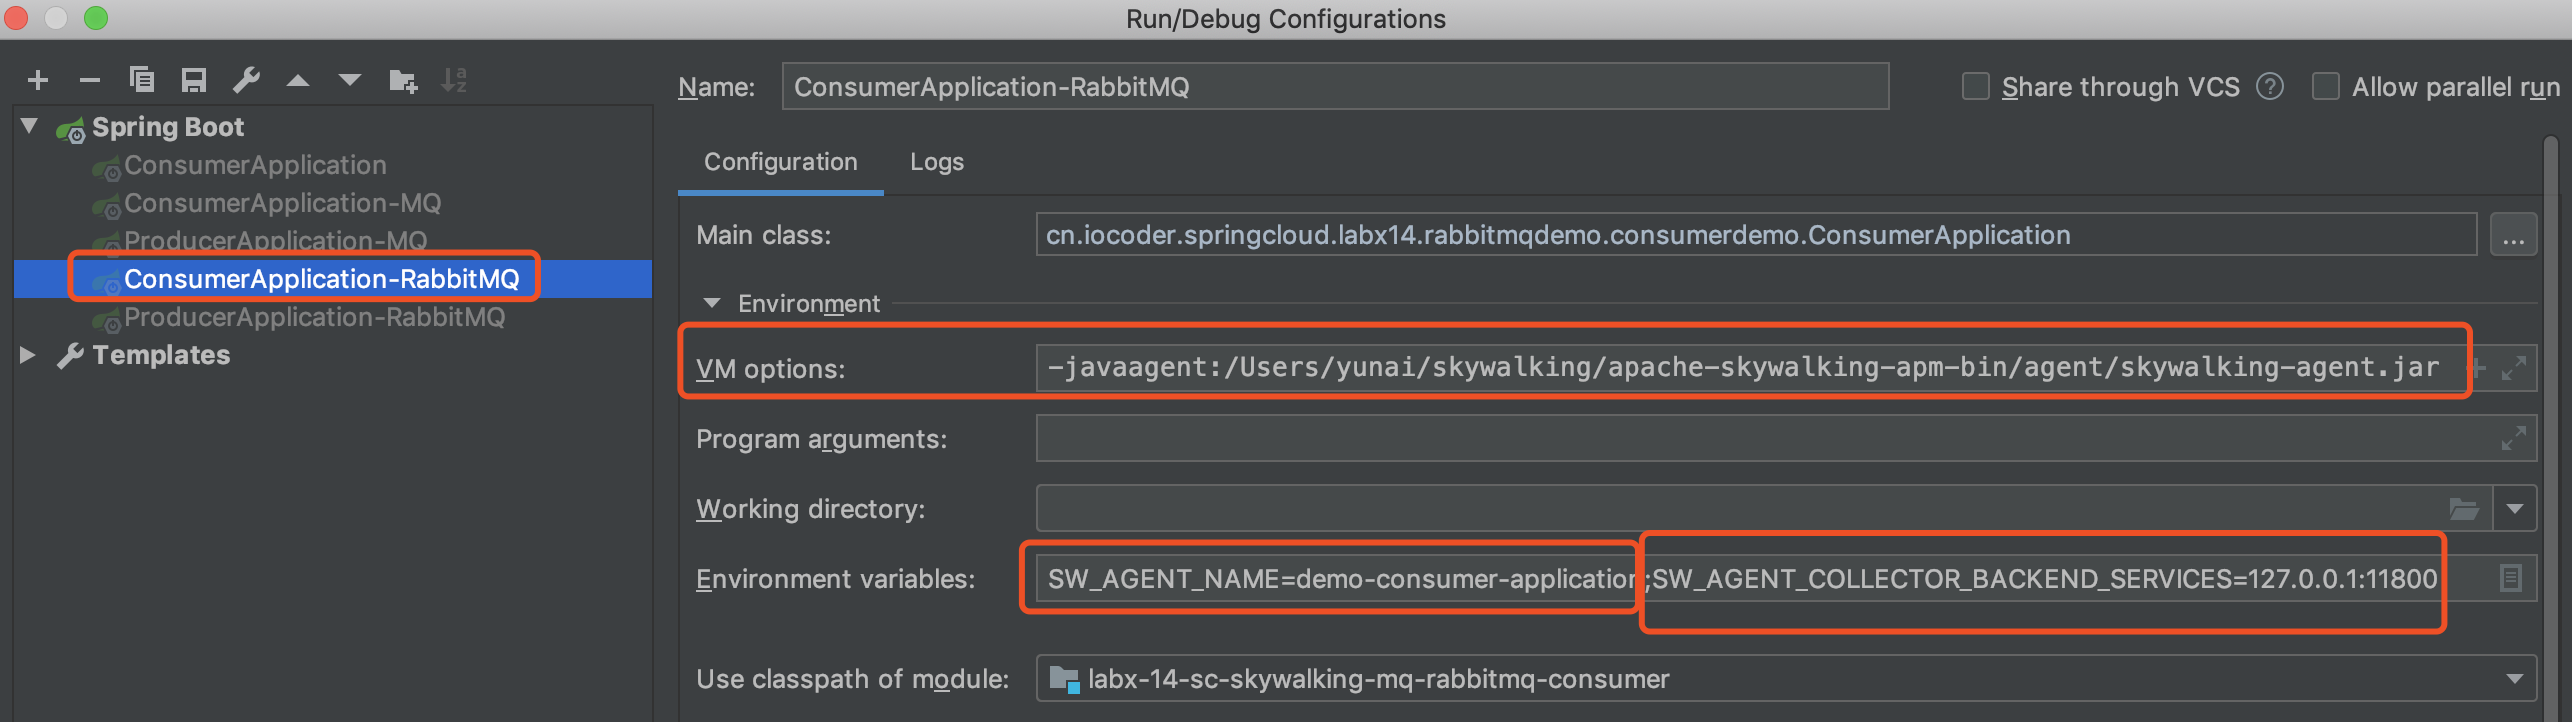 Run/Debug Configurations
Name: ConsumerApplication-RabbitMQ Share through VCS ? Allow parallel run
Spring Boot
ConsumerApplication
ConsumerApplication-MQ
ProducerApplication-MQ
ConsumerApplication-RabbitMQ
ProducerApplication-RabbitMQ
Templates
Configuration Logs
Main class: cn.iocoder.springcloud.labx14.rabbitmqdemo.consumerdemo.ConsumerApplication ...
Environment
VM options: -javaagent:/Users/yunai/skywalking/apache-skywalking-apm-bin/agent/skywalking-agent.jar
Program arguments:
Working directory:
Environment variables: SW_AGENT_NAME=demo-consumer-application;SW_AGENT_COLLECTOR_BACKEND_SERVICES=127.0.0.1:11800
Use classpath of module: labx-14-sc-skywalking-mq-rabbitmq-consumer